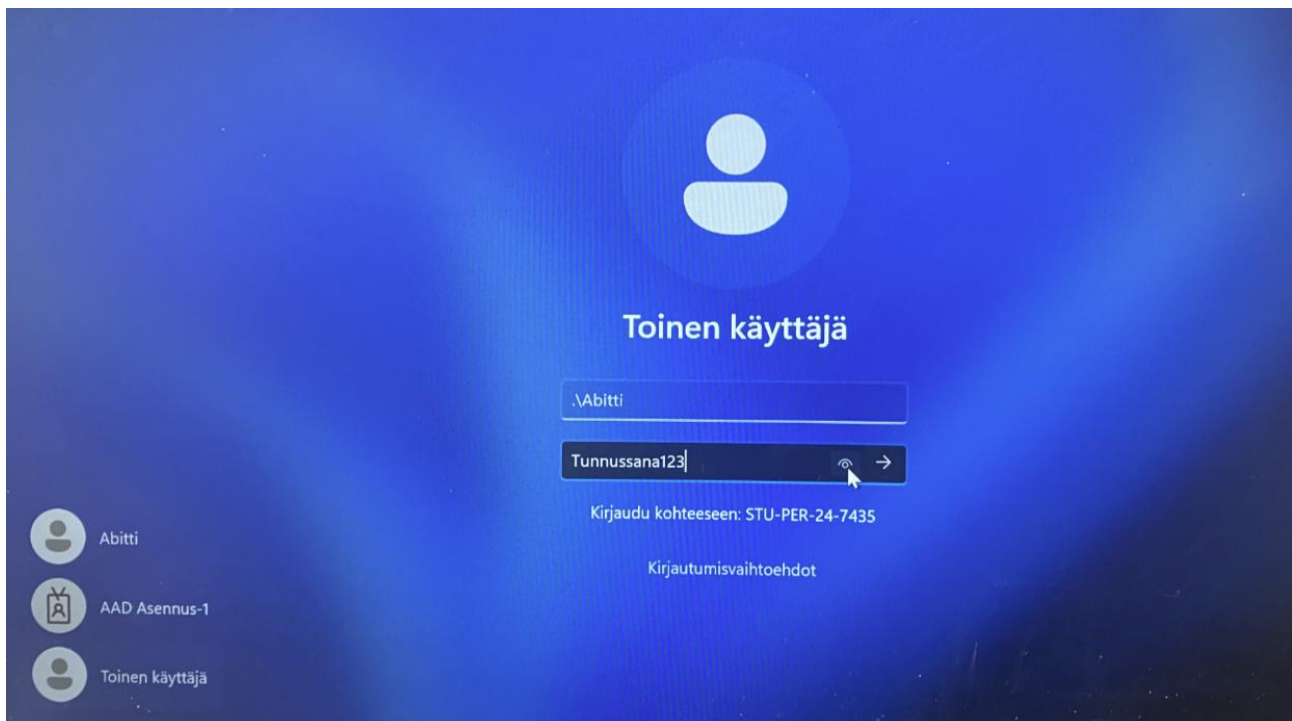 Toinen käyttäjä
.\Abitti
Tunnussana123
Kirjaudu kohteeseen: STU-PER-24-7435
Kirjautumisvaihtoehdot
Abitti
AAD Asennus-1
Toinen käyttäjä